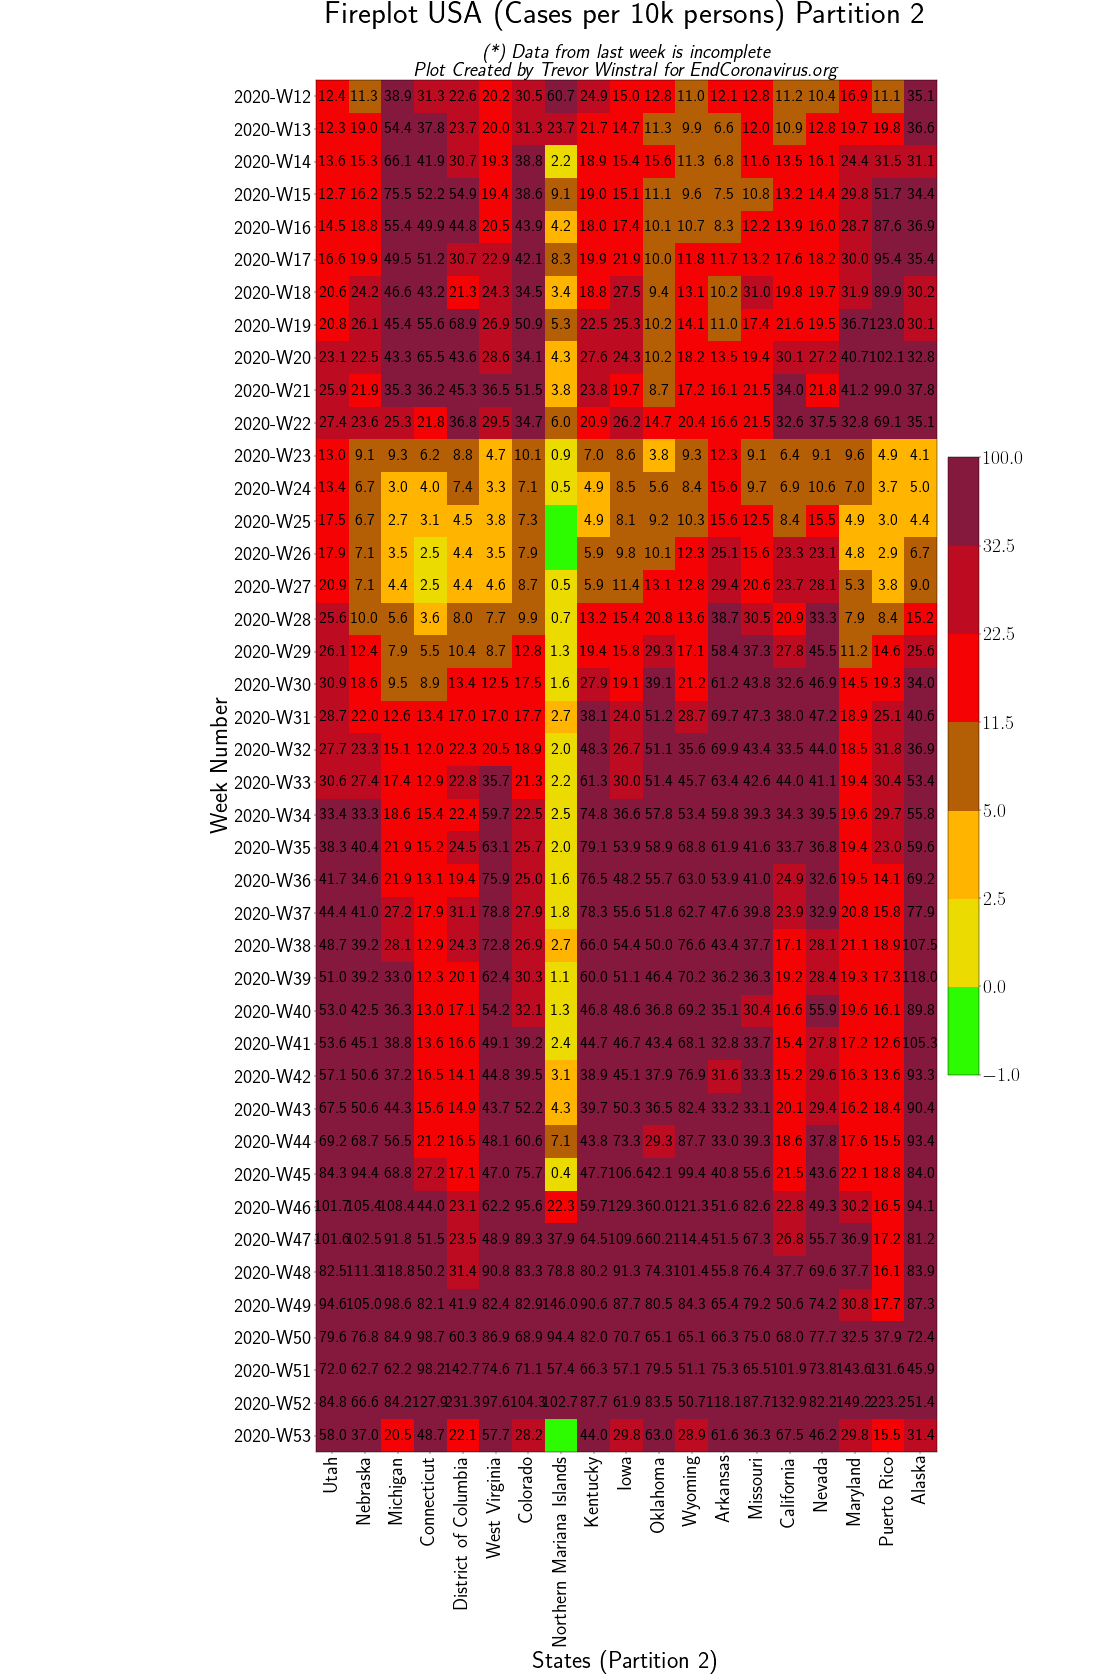 Fireplot USA (Cases per 10k persons) Partition 2
(*) Data from last week is incomplete
Plot Created by Trevor Winstral for EndCoronavirus.org
2020-W12 12.4 11.3 38.9 31.3 22.6 20.2 30.5 60.7 24.9 15.0 12.8 11.0 12.1 12.8 11.2 10.4 16.9 11.1 35.1
2020-W13 12.3 19.0 54.4 37.8 23.7 20.0 31.3 23.7 21.7 14.7 11.3 9.9 6.6 12.0 10.9 12.8 19.7 19.8 36.6
2020-W14 13.6 15.3 66.1 41.9 30.7 19.3 38.8 2.2 18.9 15.4 15.6 11.3 6.8 11.6 13.5 16.1 24.4 31.5 31.1
2020-W15 12.7 16.2 75.5 52.2 54.9 19.4 38.6 9.1 19.0 15.1 11.1 9.6 7.5 10.8 13.2 14.4 29.8 51.7 34.4
2020-W16 14.5 18.8 55.4 49.9 44.8 20.5 43.9 4.2 18.0 17.4 10.1 10.7 8.3 12.2 13.9 16.0 28.7 87.6 36.9
2020-W17 16.6 19.9 49.5 51.2 30.7 22.9 42.1 8.3 19.9 21.9 10.0 11.8 11.7 13.2 17.6 18.2 30.0 95.4 35.4
2020-W18 20.6 24.2 46.6 43.2 21.3 24.3 34.5 3.4 18.8 27.5 9.4 13.1 10.2 31.0 19.8 19.7 31.9 89.9 30.2
2020-W19 20.8 26.1 45.4 55.6 68.9 26.9 50.9 5.3 22.5 25.3 10.2 14.1 11.0 17.4 21.6 19.5 36.7 123.0 30.1
2020-W20 23.1 22.5 43.3 65.5 43.6 28.6 34.1 4.3 27.6 24.3 10.2 18.2 13.5 19.4 30.1 27.2 40.7 102.1 32.8
2020-W21 25.9 21.9 35.3 36.2 45.3 36.5 51.5 3.8 23.8 19.7 8.7 17.2 16.1 21.5 34.0 21.8 41.2 99.0 37.8
2020-W22 27.4 23.6 25.3 21.8 36.8 29.5 34.7 6.0 20.9 26.2 14.7 20.4 16.6 21.5 32.6 37.5 32.8 69.1 35.1
2020-W23 13.0 9.1 9.3 6.2 8.8 4.7 10.1 0.9 7.0 8.6 3.8 9.3 12.3 9.1 6.4 9.1 9.6 4.9 4.1
2020-W24 13.4 6.7 3.0 4.0 7.4 3.3 7.1 0.5 4.9 8.5 5.6 8.4 15.6 9.7 6.9 10.6 7.0 3.7 5.0
2020-W25 17.5 6.7 2.7 3.1 4.5 3.8 7.3 4.9 8.1 9.2 10.3 15.6 12.5 8.4 15.5 4.9 3.0 4.4
2020-W26 17.9 7.1 3.5 2.5 4.4 3.5 7.9 5.9 9.8 10.1 12.3 25.1 15.6 23.3 23.1 4.8 2.9 6.7
2020-W27 20.9 7.1 4.4 2.5 4.4 4.6 8.7 0.5 5.9 11.4 13.1 12.8 29.4 20.6 23.7 28.1 5.3 3.8 9.0
2020-W28 25.6 10.0 5.6 3.6 8.0 7.7 9.9 0.7 13.2 15.4 20.8 13.6 38.7 30.5 20.9 33.3 7.9 8.4 15.2
2020-W29 26.1 12.4 7.9 5.5 10.4 8.7 12.8 1.3 19.4 15.8 29.3 17.1 58.4 37.3 27.8 45.5 11.2 14.6 25.6
2020-W30 30.9 18.6 9.5 8.9 13.4 12.5 17.5 1.6 27.9 19.1 39.1 21.2 61.2 43.8 32.6 46.9 14.5 19.3 34.0
2020-W31 28.7 22.0 12.6 13.4 17.0 17.0 17.7 2.7 38.1 24.0 51.2 28.7 69.7 47.3 38.0 47.2 18.9 25.1 40.6
2020-W32 27.7 23.3 15.1 12.0 22.3 20.5 18.9 2.0 48.3 26.7 51.1 35.6 69.9 43.4 33.5 44.0 18.5 31.8 36.9
2020-W33 30.6 27.4 17.4 12.9 22.8 35.7 21.3 2.2 61.3 30.0 51.4 45.7 63.4 42.6 44.0 41.1 19.4 30.4 53.4
2020-W34 33.4 33.3 18.6 15.4 22.4 59.7 22.5 2.5 74.8 36.6 57.8 53.4 59.8 39.3 34.3 39.5 19.6 29.7 55.8
2020-W35 38.3 40.4 21.9 15.2 24.5 63.1 25.7 2.0 79.1 53.9 58.9 68.8 61.9 41.6 33.7 36.8 19.4 23.0 59.6
2020-W36 41.7 34.6 21.9 13.1 19.4 75.9 25.0 1.6 76.5 48.2 55.7 63.0 53.9 41.0 24.9 32.6 19.5 14.1 69.2
2020-W37 44.4 41.0 27.2 17.9 31.1 78.8 27.9 1.8 78.3 55.6 51.8 62.7 47.6 39.8 23.9 32.9 20.8 15.8 77.9
2020-W38 48.7 39.2 28.1 12.9 24.3 72.8 26.9 2.7 66.0 54.4 50.0 76.6 43.4 37.7 17.1 28.1 21.1 18.9 107.5
2020-W39 51.0 39.2 33.0 12.3 20.1 62.4 30.3 1.1 60.0 51.1 46.4 70.2 36.2 36.3 19.2 28.4 19.3 17.3 118.0
2020-W40 53.0 42.5 36.3 13.0 17.1 54.2 32.1 1.3 46.8 48.6 36.8 69.2 35.1 30.4 16.6 55.9 19.6 16.1 89.8
2020-W41 53.6 45.1 38.8 13.6 16.6 49.1 39.2 2.4 44.7 46.7 43.4 68.1 32.8 33.7 15.4 27.8 17.2 12.6 105.3
2020-W42 57.1 50.6 37.2 16.5 14.1 44.8 39.5 3.1 38.9 45.1 37.9 76.9 31.6 33.3 15.2 29.6 16.3 13.6 93.3
2020-W43 67.5 50.6 44.3 15.6 14.9 43.7 52.2 4.3 39.7 50.3 36.5 82.4 33.2 33.1 20.1 29.4 16.2 18.4 90.4
2020-W44 69.2 68.7 56.5 21.2 16.5 48.1 60.6 7.1 43.8 73.3 29.3 87.7 33.0 39.3 18.6 37.8 17.6 15.5 93.4
2020-W45 84.3 94.4 68.8 27.2 17.1 47.0 75.7 0.4 47.7 106.6 42.1 99.4 40.8 55.6 21.5 43.6 22.1 18.8 84.0
2020-W46 101.7 105.4 108.4 44.0 23.1 62.2 95.6 22.3 59.7 129.3 60.0 121.3 51.6 82.6 22.8 49.3 30.2 16.5 94.1
2020-W47 101.6 102.5 91.8 51.5 23.5 48.9 89.3 37.9 64.5 109.6 60.2 114.4 51.5 67.3 26.8 55.7 36.9 17.2 81.2
2020-W48 82.5 111.3 118.8 50.2 31.4 90.8 83.3 78.8 80.2 91.3 74.3 101.4 55.8 76.4 37.7 69.6 37.7 16.1 83.9
2020-W49 94.6 105.0 98.6 82.1 41.9 82.4 82.9 146.0 90.6 87.7 80.5 84.3 65.4 79.2 50.6 74.2 30.8 17.7 87.3
2020-W50 79.6 76.8 84.9 98.7 60.3 86.9 68.9 94.4 82.0 70.7 65.1 65.1 66.3 75.0 68.0 77.7 32.5 37.9 72.4
2020-W51 72.0 62.7 62.2 98.2 142.7 74.6 71.1 57.4 66.3 57.1 79.5 51.1 75.3 65.5 101.9 73.8 143.6 131.6 45.9
2020-W52 84.8 66.6 84.2 127.9 231.3 97.6 104.3 102.7 87.7 61.9 83.5 50.7 118.1 87.7 132.9 82.2 149.2 223.2 51.4
2020-W53 58.0 37.0 20.5 48.7 22.1 57.7 28.2 44.0 29.8 63.0 28.9 61.6 36.3 67.5 46.2 29.8 15.5 31.4
Week Number
Utah
Nebraska
Michigan
Connecticut
District of Columbia
West Virginia
Colorado
Northern Mariana Islands
Kentucky
Iowa
Oklahoma
Wyoming
Arkansas
Missouri
California
Nevada
Maryland
Puerto Rico
Alaska
States (Partition 2)
100.0
32.5
22.5
11.5
5.0
2.5
0.0
−1.0